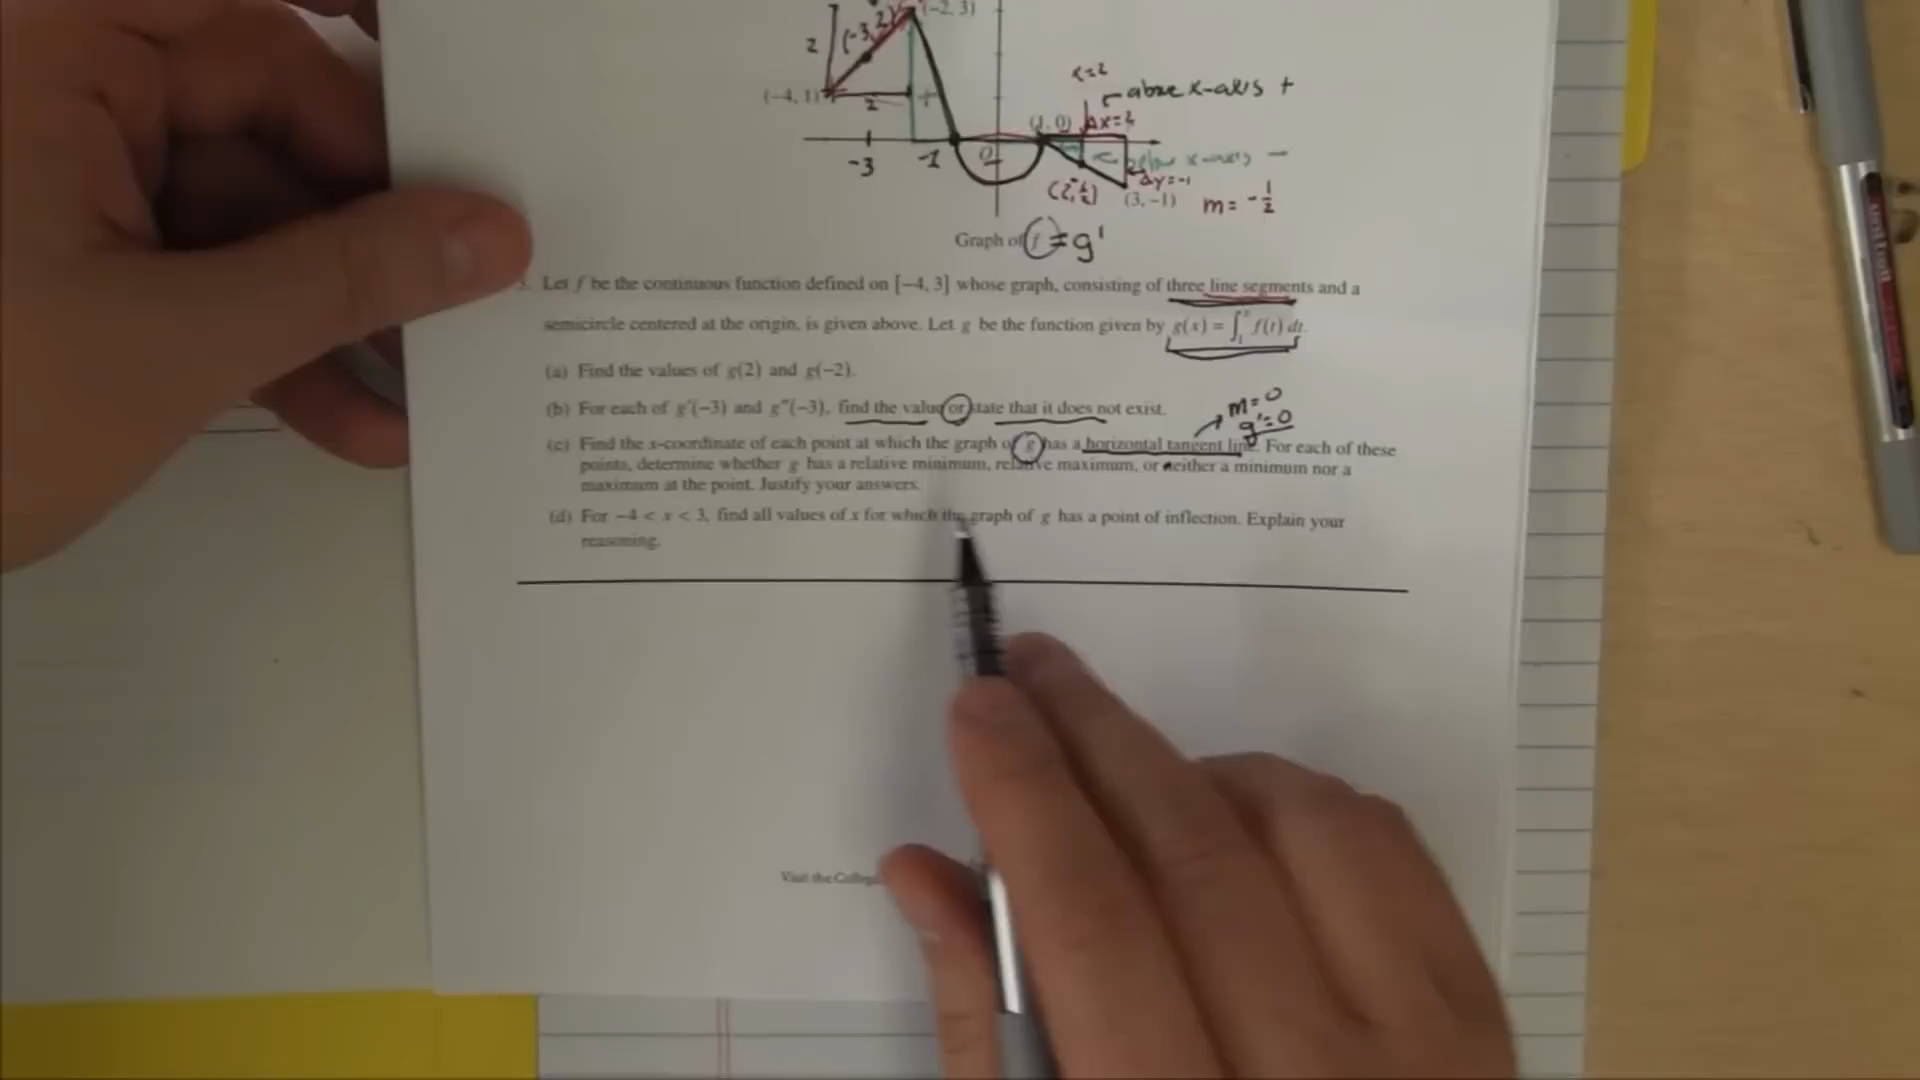 (-2, 3)
2 (-3, 2)
x=2
above x-axis +
(-4, 1) 2 +
(1, 0) Δx=2
-3 -1 O below x-axis -
Δy=-1
(3, -1) m = -1/2
Graph of f = g'
Let f be the continuous function defined on [-4, 3] whose graph, consisting of three line segments and a
semicircle centered at the origin, is given above. Let g be the function given by g(x) = ∫₁ˣ f(t) dt.
(a) Find the values of g(2) and g(-2).
(b) For each of g'(-3) and g''(-3), find the value or state that it does not exist.
m=0
g'=0
(c) Find the x-coordinate of each point at which the graph of g has a horizontal tangent line. For each of these
points, determine whether g has a relative minimum, relative maximum, or neither a minimum nor a
maximum at the point. Justify your answers.
(d) For -4 < x < 3, find all values of x for which the graph of g has a point of inflection. Explain your
reasoning.
Visit the